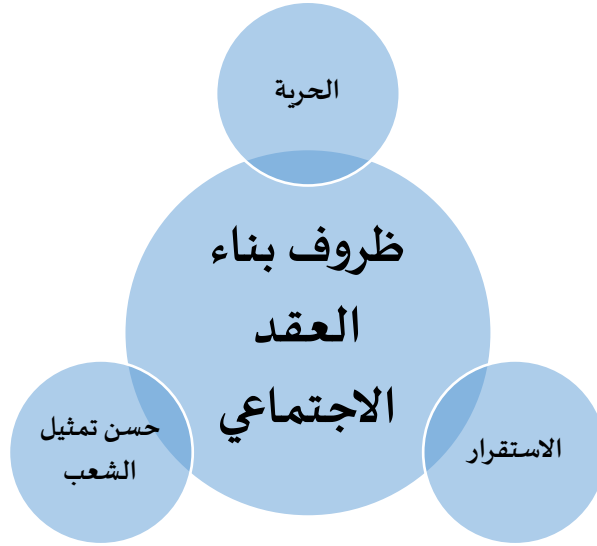 الحرية
ظروف بناء
العقد
الاجتماعي
الاستقرار
حسن تمثيل
الشعب